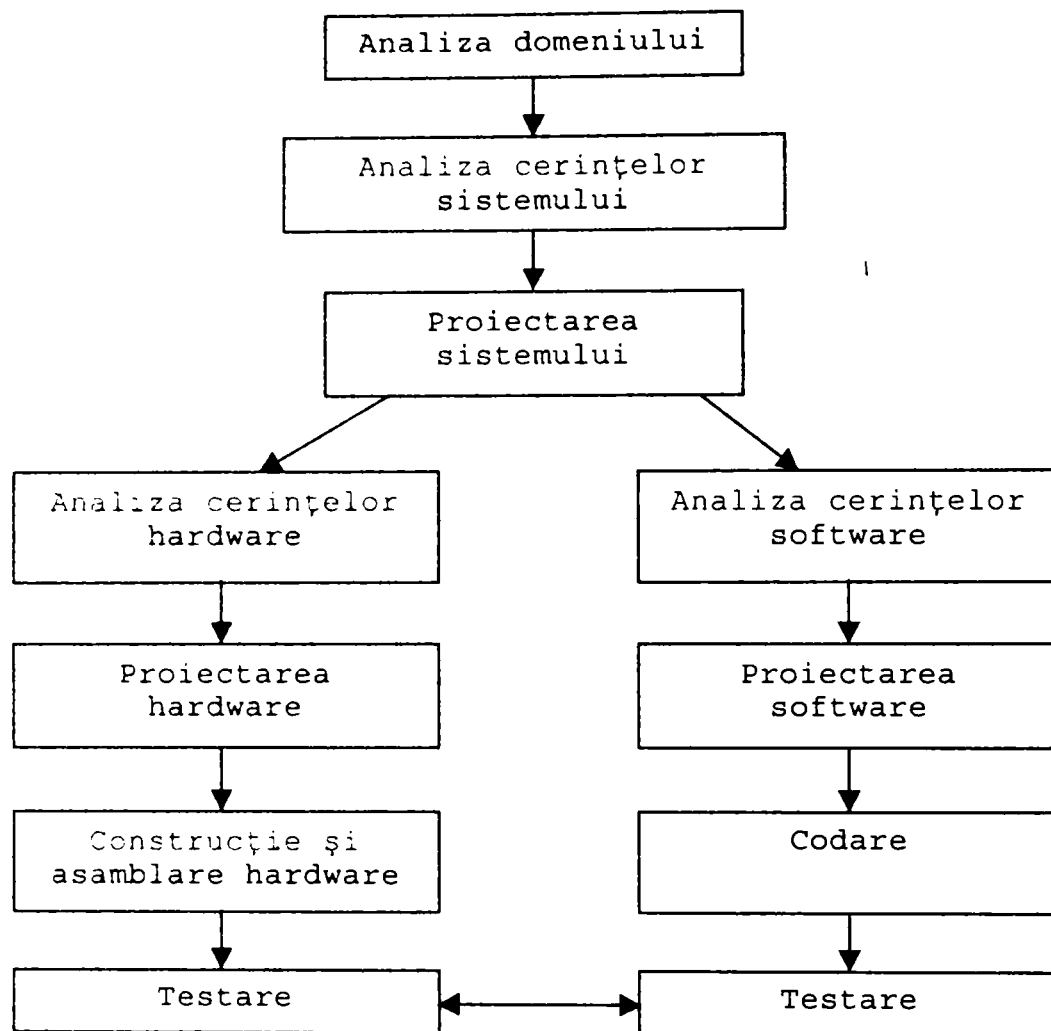 Analiza domeniului
Analiza cerinţelor
sistemului
Proiectarea
sistemului
Analiza cerinţelor
hardware
Analiza cerinţelor
software
Proiectarea
hardware
Proiectarea
software
Construcţie şi
asamblare hardware
Codare
Testare
Testare